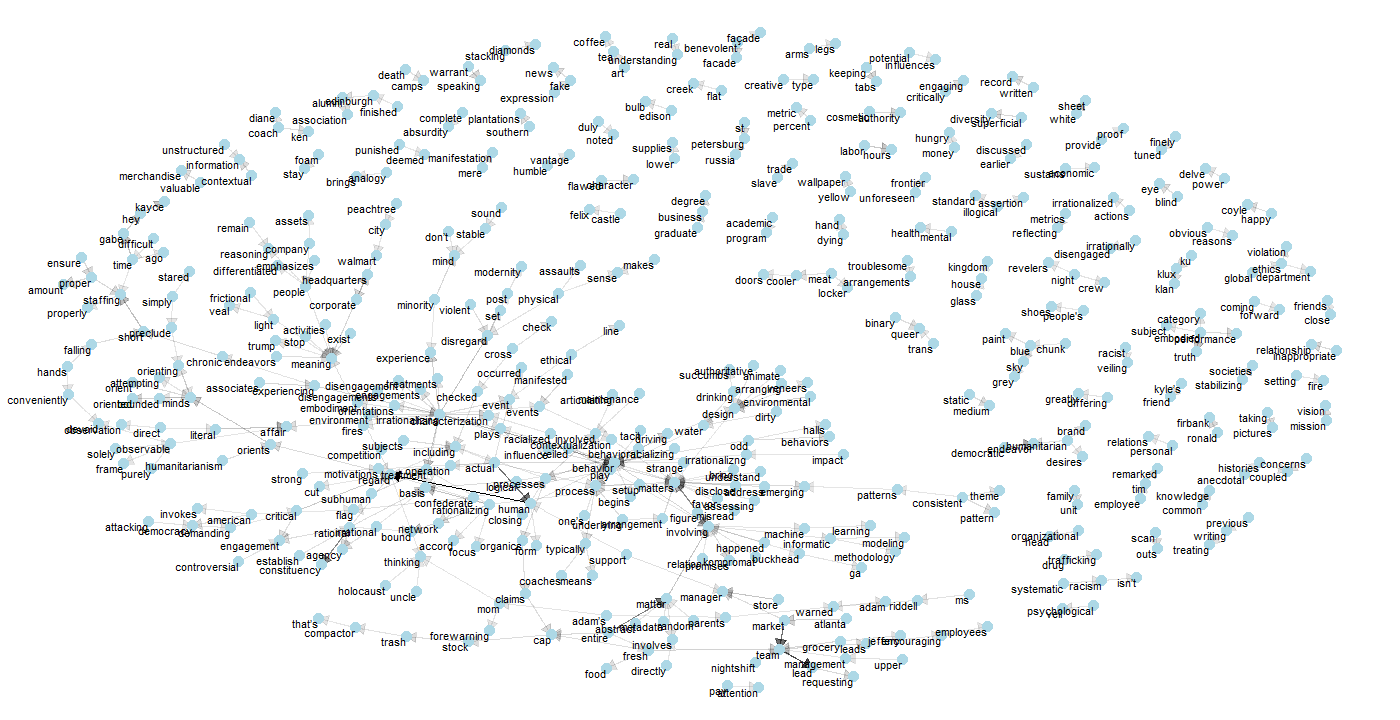 façade
coffee
real
benevolent
facade
arms
legs
diamonds
stacking
tea
understanding
art
potential
influences
death
camps
warrant
speaking
news
fake
expression
creek
flat
creative
type
keeping
tabs
engaging
critically
record
written
alumni
edinburgh
finished
association
diane
coach
ken
complete
absurdity
plantations
southern
bulb
edison
duly
noted
st
petersburg
russia
metric
percent
cosmetic
authority
diversity
superficial
sheet
white
proof
provide
finely
tuned
unstructured
information
contextual
merchandise
valuable
foam
stay
punished
deemed
brings
analogy
manifestation
mere
vantage
humble
supplies
lower
flawed
character
trade
slave
labor
hours
hungry
money
discussed
earlier
sustains
economic
wallpaper
yellow
frontier
unforeseen
standard
assertion
illogical
irrationalized
actions
eye
blind
delve
power
coyle
happy
kayce
hey
gabe
difficult
time
ago
remain
assets
peachtree
city
sound
stable
don't
mind
felix
castle
degree
business
graduate
academic
program
hand
dying
health
mental
metrics
reflecting
irrationally
disengaged
obvious
reasons
ensure
proper
amount
properly
staffing
stared
simply
reasoning
company
differentiated
emphasizes
people
walmart
headquarters
corporate
modernity
assaults
sense
makes
doors
cooler
meat
locker
troublesome
arrangements
kingdom
house
glass
revelers
night
crew
ku
klux
klan
violation
ethics
global
department
frictional
veal
light
activities
stop
exist
minority
violent
post
set
physical
check
line
binary
queer
trans
shoes
people's
category
subject
embodied
performance
truth
coming
forward
friends
close
short
preclude
falling
hands
conveniently
chronic
endeavors
trump
meaning
experience
disregard
cross
occurred
ethical
manifested
paint
blue
chunk
sky
grey
racist
veiling
relationship
inappropriate
societies
stabilizing
setting
fire
orienting
attempting
orient
oriented
minds
associates
experiencing
disengagement
disengagements
engagements
treatments
checked
embodiment
orientations
environment
irrationalizing
characterization
fires
event
events
articulating
maintenance
authoritative
succumbs
animate
arranging
veneers
drinking
environmental
design
dirty
static
medium
greatly
differing
kyle's
friend
firbank
ronald
taking
pictures
vision
mission
observation
direct
literal
affair
solely
observable
frame
purely
humanitarianism
orients
subjects
competition
including
plays
racialized
involved
contextualization
influence
veiled
tacit
driving
behavioral
racializing
water
halls
behaviors
odd
irrationalizng
impact
brand
humanitarian
endeavor
democratic
desires
relations
personal
histories
concerns
anecdotal
coupled
strong
motivations
treatment
regard
operation
actual
logical
processes
behavior
play
process
setup
matters
strange
begins
bring
understand
disclose
address
emerging
favor
assessing
patterns
consistent
theme
pattern
family
unit
remarked
tim
employee
knowledge
common
previous
writing
treating
cut
subhuman
basis
confederate
rationalizing
human
closing
one's
underlying
arrangement
figure
misread
involving
invokes
attacking
democracy
american
demanding
critical
flag
rational
bound
network
accord
focus
organics
form
typically
support
happened
machine
informatic
learning
modeling
methodology
ga
organizational
head
drug
trafficking
scan
outs
engagement
controversial
establish
constituency
agency
thinking
coaches
means
relation
premises
kompromat
buckhead
systematic
racism
isn't
psychological
veil
holocaust
uncle
claims
mom
matter
manager
store
warned
adam
riddell
ms
that's
compactor
trash
forewarning
stock
cap
adam's
abstract
entire
metadata
random
parents
market
atlanta
grocery
leads
jeffery
encouraging
employees
involves
fresh
food
directly
team
nightshift
management
lead
requesting
upper
pay
attention